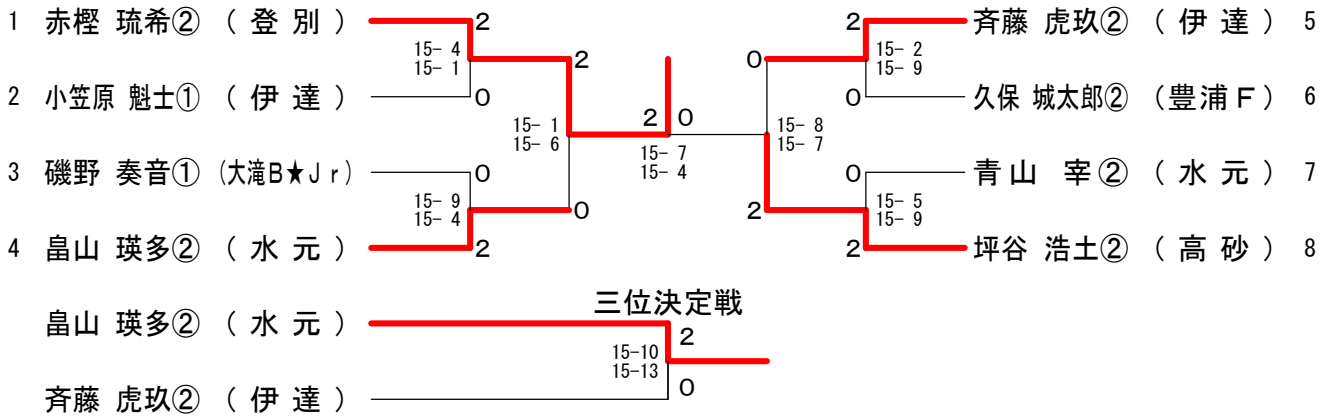 1 赤樫 琉希② （ 登 別 ） 2 2 斉藤 虎玖② （ 伊 達 ） 5
15- 4 15- 2
15- 1 2 0 15- 9
2 小笠原 魁士① （ 伊 達 ） 0 0 久保 城太郎② （豊浦Ｆ） 6
15- 1 2 0 15- 8
15- 6 15- 7 15- 7
15- 4
3 磯野 奏音① （大滝B★Ｊｒ） 0 0 青山 宰② （ 水 元 ） 7
15- 9 15- 5
15- 4 0 2 15- 9
4 畠山 瑛多② （ 水 元 ） 2 2 坪谷 浩土② （ 高 砂 ） 8
三位決定戦
畠山 瑛多② （ 水 元 ） 2
15-10
15-13
斉藤 虎玖② （ 伊 達 ） 0